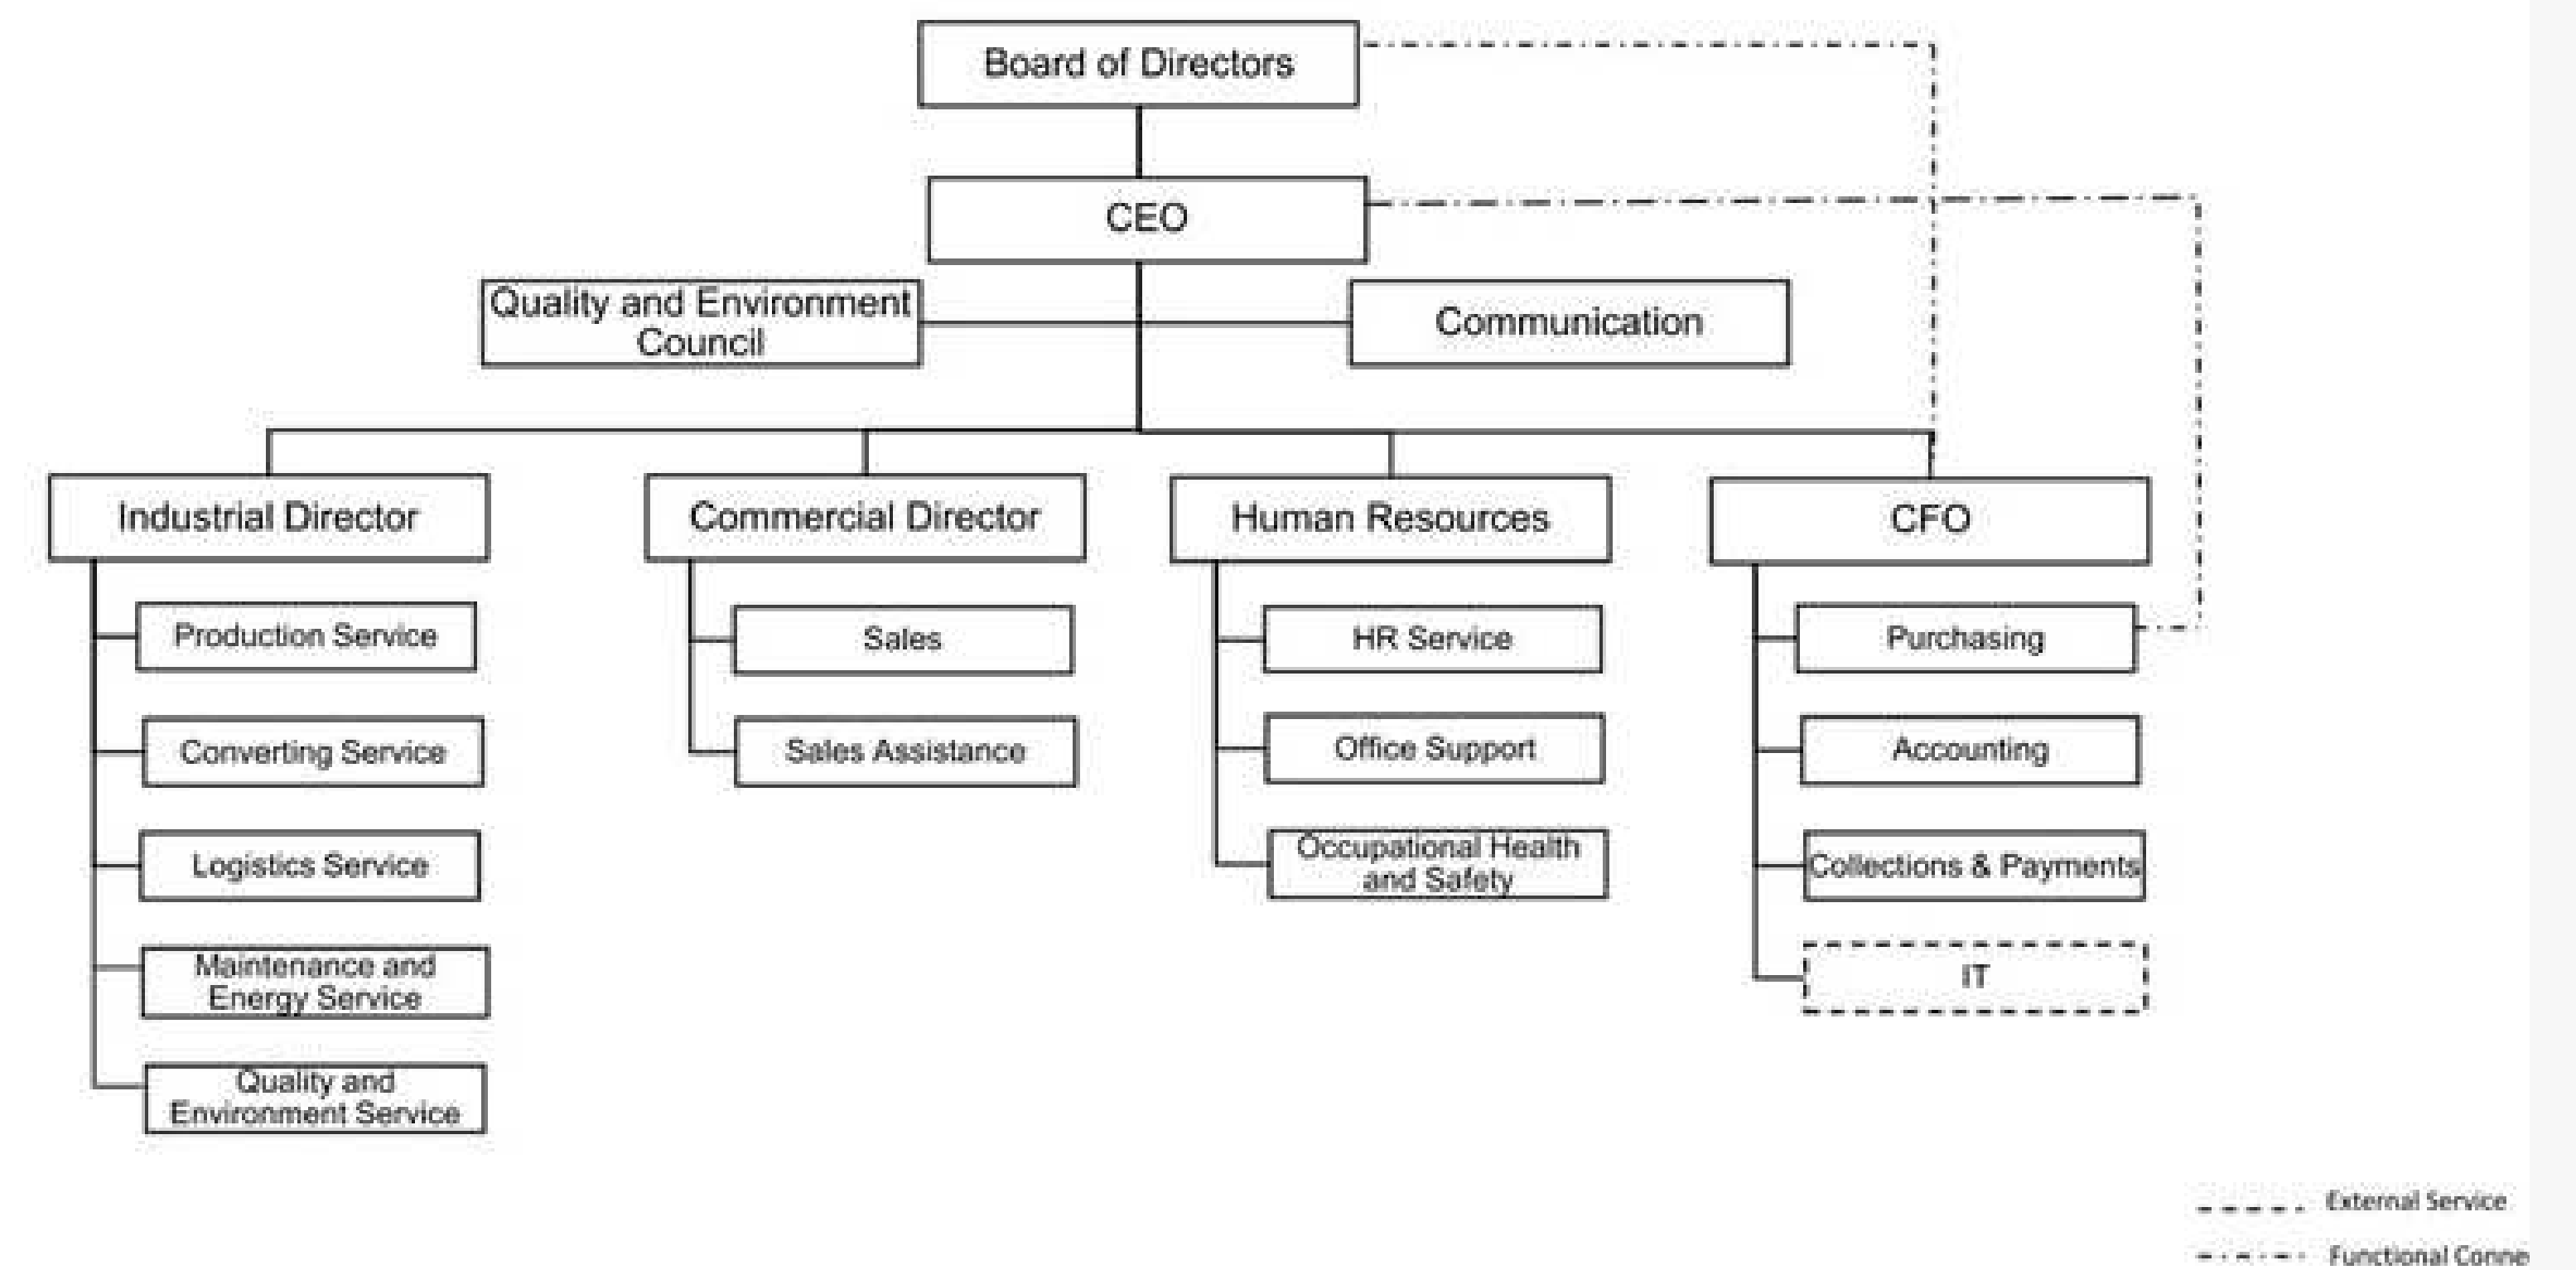 Board of Directors
CEO
Quality and Environment
Council
Communication
Industrial Director
Commercial Director
Human Resources
CFO
Production Service
Converting Service
Logistics Service
Maintenance and
Energy Service
Quality and
Environment Service
Sales
Sales Assistance
HR Service
Office Support
Occupational Health
and Safety
Purchasing
Accounting
Collections & Payments
IT
External Service
Functional Conne